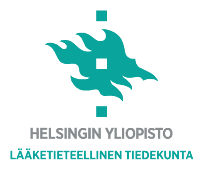 HELSINGIN YLIOPISTO
LÄÄKETIETEELLINEN TIEDEKUNTA